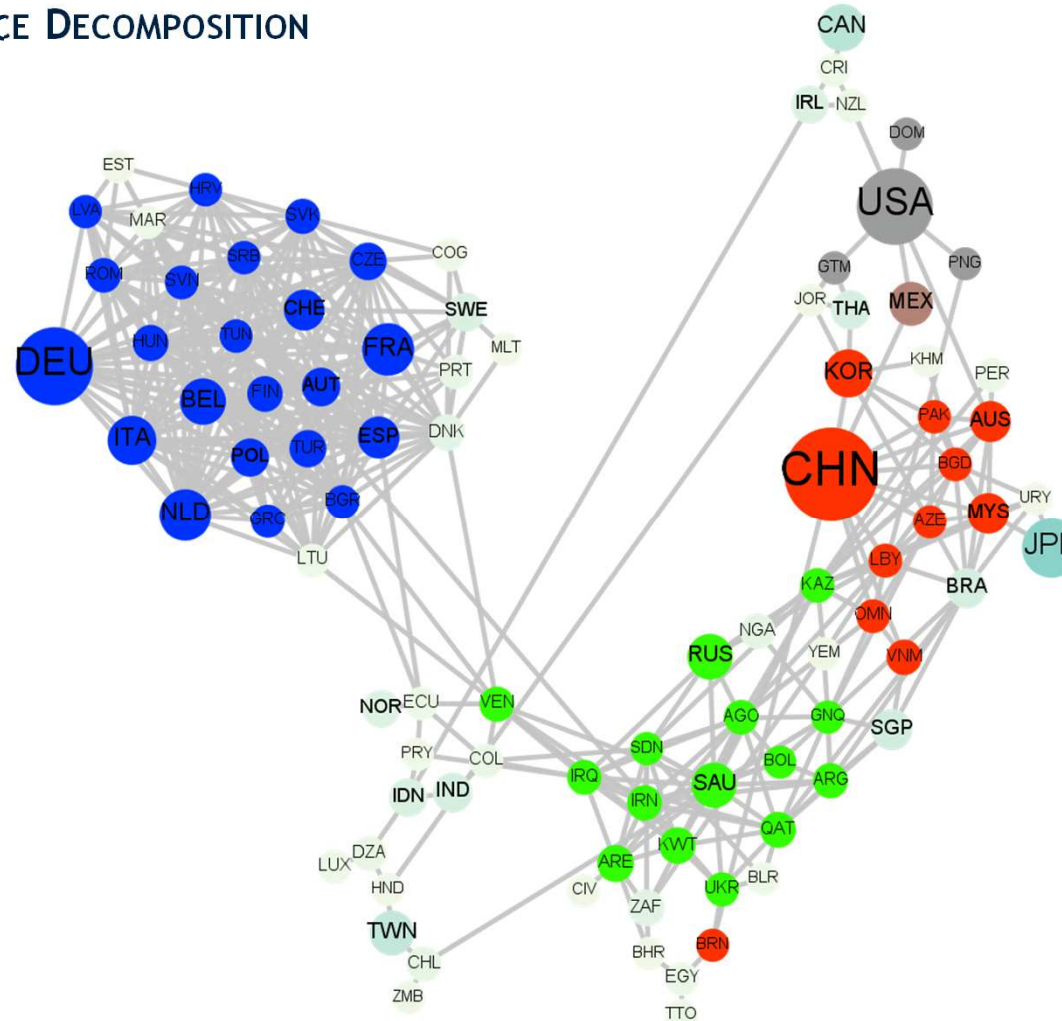 CE DECOMPOSITION
CAN
CRI
IRL
NZL
DOM
USA
EST
HRV
LVA
MAR
SVK
SRB
CZE
COG
ROM
SVN
GTM
PNG
JOR
THA
MEX
CHE
SWE
HUN
TUN
FRA
MLT
DEU
PRT
KOR
KHM
PER
FIN
AUT
BEL
PAK
AUS
ITA
ESP
DNK
POL
TUR
CHN
BGD
NLD
BGR
GRC
URY
MYS
AZE
JP
LTU
LBY
KAZ
BRA
OMN
NGA
YEM
RUS
VNM
NOR
ECU
VEN
AGO
GNQ
SGP
SDN
PRY
COL
BOL
IRQ
SAU
ARG
IDN
IND
IRN
QAT
KWT
DZA
LUX
ARE
HND
CIV
UKR
BLR
ZAF
TWN
BRN
BHR
CHL
EGY
ZMB
TTO